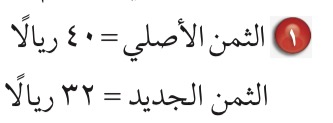 ١ الثمن الأصلي = ٤٠ ريالًا
الثمن الجديد = ٣٢ ريالًا